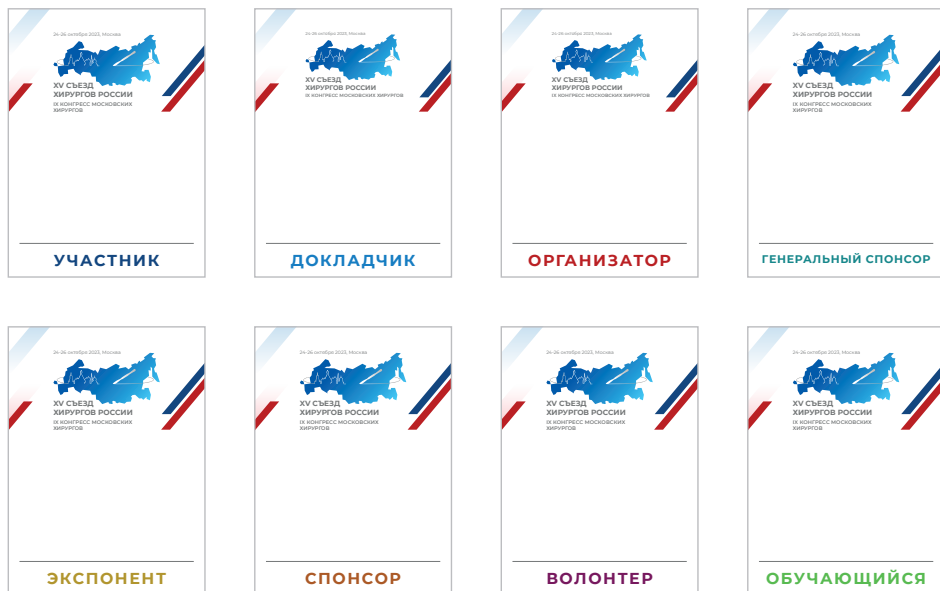 24-26 октября 2023, Москва
XV СЪЕЗД
ХИРУРГОВ РОССИИ
IX КОНГРЕСС МОСКОВСКИХ
ХИРУРГОВ
УЧАСТНИК
24-26 октября 2023, Москва
XV СЪЕЗД
ХИРУРГОВ РОССИИ
IX КОНГРЕСС МОСКОВСКИХ ХИРУРГОВ
ДОКЛАДЧИК
24-26 октября 2023, Москва
XV СЪЕЗД
ХИРУРГОВ РОССИИ
IX КОНГРЕСС МОСКОВСКИХ ХИРУРГОВ
ОРГАНИЗАТОР
24-26 октября 2023, Москва
XV СЪЕЗД
ХИРУРГОВ РОССИИ
IX КОНГРЕСС МОСКОВСКИХ
ХИРУРГОВ
ГЕНЕРАЛЬНЫЙ СПОНСОР
24-26 октября 2023, Москва
XV СЪЕЗД
ХИРУРГОВ РОССИИ
IX КОНГРЕСС МОСКОВСКИХ
ХИРУРГОВ
ЭКСПОНЕНТ
24-26 октября 2023, Москва
XV СЪЕЗД
ХИРУРГОВ РОССИИ
IX КОНГРЕСС МОСКОВСКИХ
ХИРУРГОВ
СПОНСОР
24-26 октября 2023, Москва
XV СЪЕЗД
ХИРУРГОВ РОССИИ
IX КОНГРЕСС МОСКОВСКИХ
ХИРУРГОВ
ВОЛОНТЕР
24-26 октября 2023, Москва
XV СЪЕЗД
ХИРУРГОВ РОССИИ
IX КОНГРЕСС МОСКОВСКИХ
ХИРУРГОВ
ОБУЧАЮЩИЙСЯ